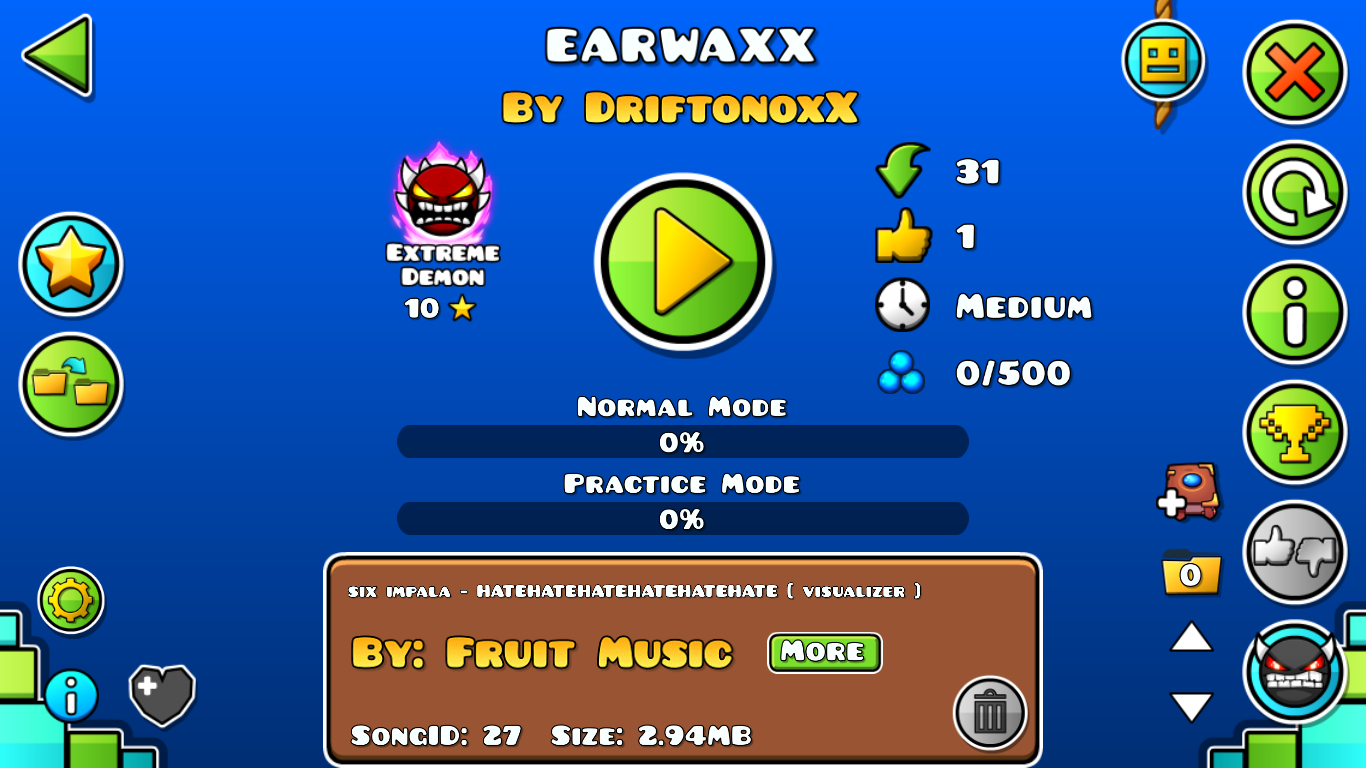 EARWAXX
By DriftonoxX
31
Extreme
Demon
10
1
Medium
0/500
Normal Mode
0%
Practice Mode
0%
0
six impala - HATEHATEHATEHATEHATEHATE ( visualizer )
By: Fruit Music
More
SongID: 27 Size: 2.94MB